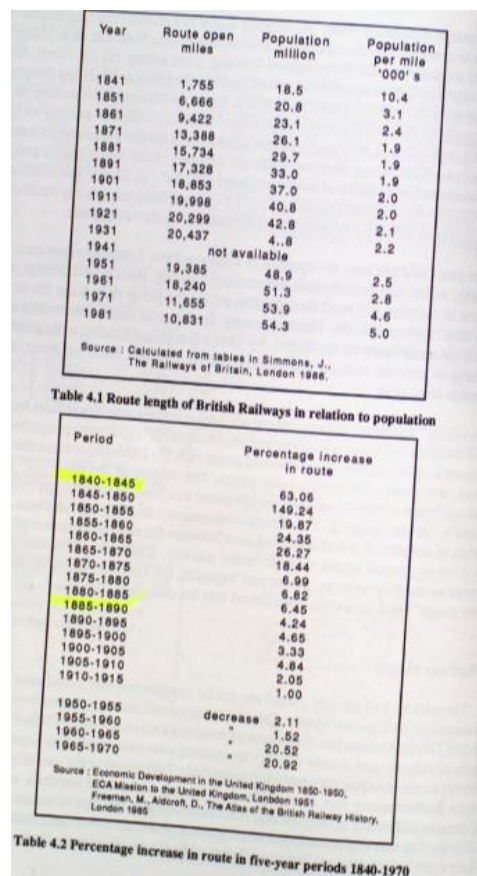 Year Route open Population Population
miles million per mile
'000' s
1841 1,755 18.5 10.4
1851 6,666 20.8 3.1
1861 9,422 23.1 2.4
1871 13,388 26.1 1.9
1881 15,734 29.7 1.9
1891 17,328 33.0 1.9
1901 18,853 37.0 2.0
1911 19,998 40.8 2.0
1921 20,299 42.8 2.1
1931 20,437 4..8 2.2
1941 not available
1951 19,385 48.9 2.5
1961 18,240 51.3 2.8
1971 11,655 53.9 4.6
1981 10,831 54.3 5.0
Source : Calculated from tables in Simmons, J.,
The Railways of Britain, London 1986.
Table 4.1 Route length of British Railways in relation to population
Period Percentage increase
in route
1840-1845 63.06
1845-1850 149.24
1850-1855 19.87
1855-1860 24.35
1860-1865 26.27
1865-1870 18.44
1870-1875 6.99
1875-1880 6.82
1880-1885 6.45
1885-1890 4.24
1890-1895 4.65
1895-1900 3.33
1900-1905 4.84
1905-1910 2.05
1910-1915 1.00
1950-1955 decrease 2.11
1955-1960 " 1.52
1960-1965 " 20.52
1965-1970 " 20.92
Source : Economic Development in the United Kingdom 1850-1950,
ECA Mission to the United Kingdom, Lonbdon 1951
Freeman, M., Aldcroft, D., The Atlas of the British Railway History,
London 1985
Table 4.2 Percentage increase in route in five-year periods 1840-1970